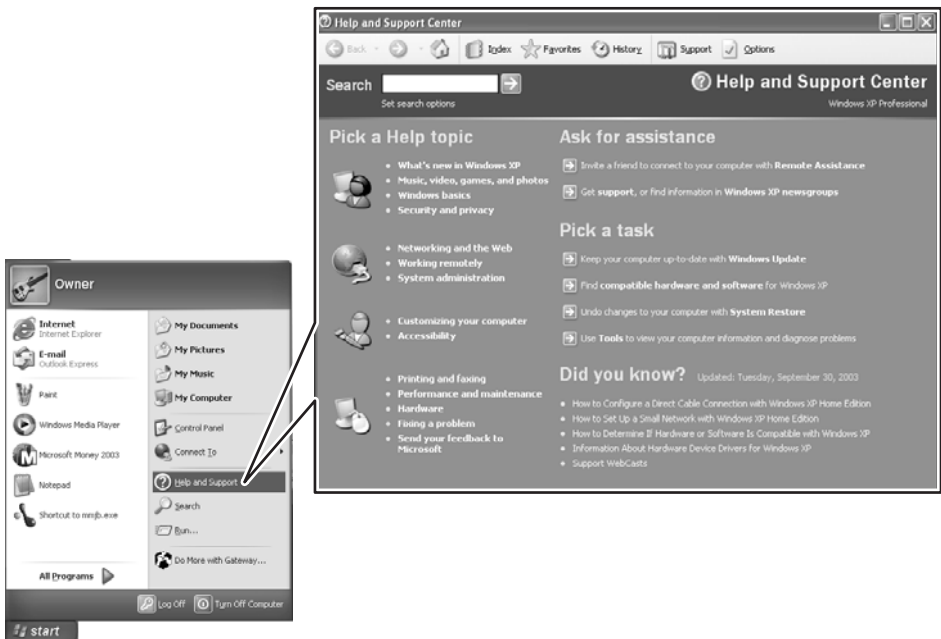 Help and Support Center
Back
Index
Favorites
History
Support
Options
Search
Set search options
Help and Support Center
Windows XP Professional
Pick a Help topic
What's new in Windows XP
Music, video, games, and photos
Windows basics
Security and privacy
Networking and the Web
Working remotely
System administration
Customizing your computer
Accessibility
Printing and faxing
Performance and maintenance
Hardware
Fixing a problem
Send your feedback to
Microsoft
Ask for assistance
Invite a friend to connect to your computer with Remote Assistance
Get support, or find information in Windows XP newsgroups
Pick a task
Keep your computer up-to-date with Windows Update
Find compatible hardware and software for Windows XP
Undo changes to your computer with System Restore
Use Tools to view your computer information and diagnose problems
Did you know? Updated: Tuesday, September 30, 2003
How to Configure a Direct Cable Connection with Windows XP Home Edition
How to Set Up a Small Network with Windows XP Home Edition
How to Determine If Hardware or Software Is Compatible with Windows XP
Information About Hardware Device Drivers for Windows XP
Support WebCasts
Owner
Internet
Internet Explorer
E-mail
Outlook Express
Paint
Windows Media Player
Microsoft Money 2003
Notepad
Shortcut to mmjb.exe
All Programs
My Documents
My Pictures
My Music
My Computer
Control Panel
Connect To
Help and Support
Search
Run...
Do More with Gateway...
Log Off
Turn Off Computer
start